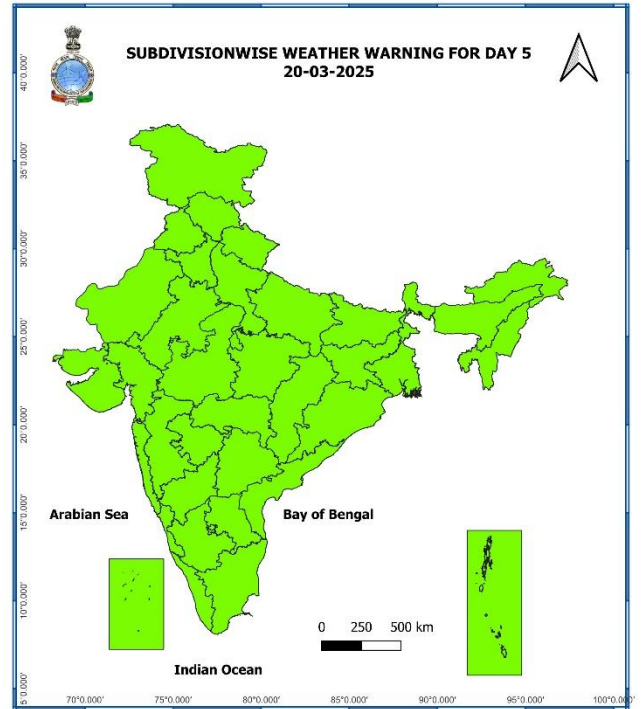 SUBDIVISIONWISE WEATHER WARNING FOR DAY 5
20-03-2025
40°0.000'
35°0.000'
30°0.000'
25°0.000'
20°0.000'
15°0.000'
10°0.000'
5°0.000'
Arabian Sea
Bay of Bengal
0 250 500 km
Indian Ocean
70°0.000' 75°0.000' 80°0.000' 85°0.000' 90°0.000' 95°0.000' 100°0.000'